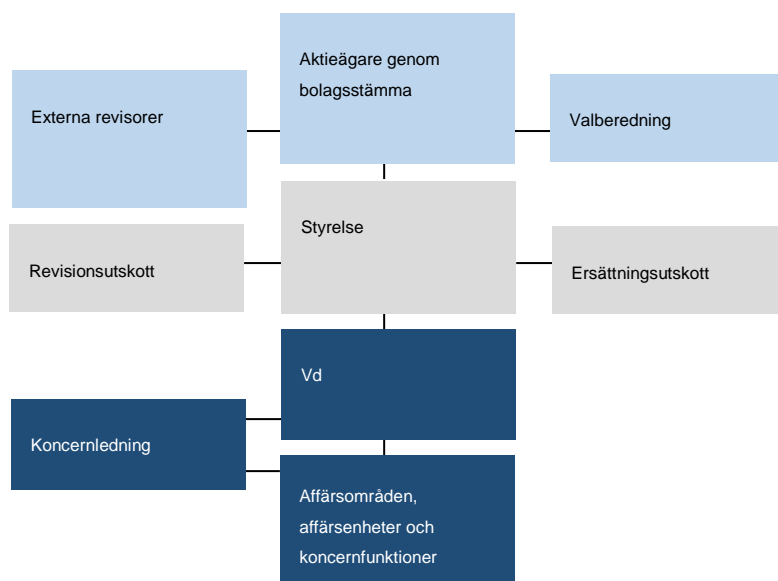 Aktieägare genom
bolagsstämma
Externa revisorer
Valberedning
Styrelse
Revisionsutskott
Ersättningsutskott
Vd
Koncernledning
Affärsområden,
affärsenheter och
koncernfunktioner